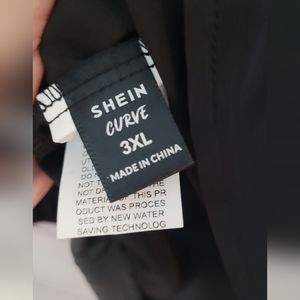 SHEIN
CURVE
3XL
MADE IN CHINA
NOT
MATERIAL OF THIS PR
ODUCT WAS PROCES
SED BY NEW WATER
SAVING TECHNOLOG